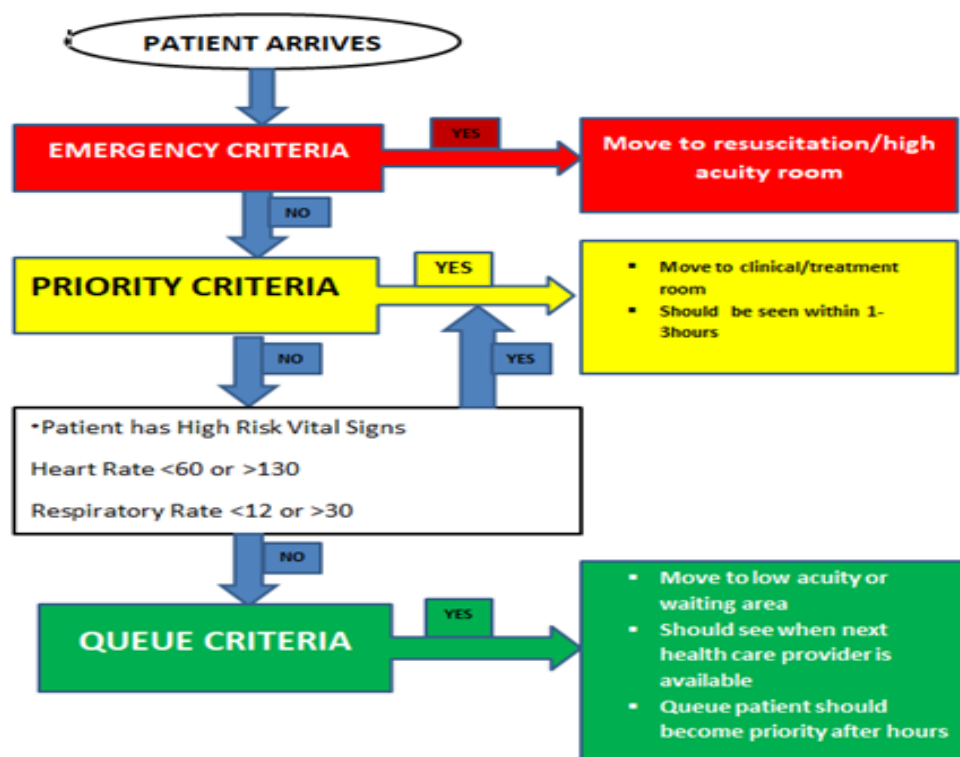 PATIENT ARRIVES
EMERGENCY CRITERIA
YES
Move to resuscitation/high
acuity room
NO
PRIORITY CRITERIA
YES
▪ Move to clinical/treatment
room
▪ Should be seen within 1-
3hours
NO
YES
•Patient has High Risk Vital Signs
Heart Rate <60 or >130
Respiratory Rate <12 or >30
NO
QUEUE CRITERIA
YES
▪ Move to low acuity or
waiting area
▪ Should see when next
health care provider is
available
▪ Queue patient should
become priority after hours